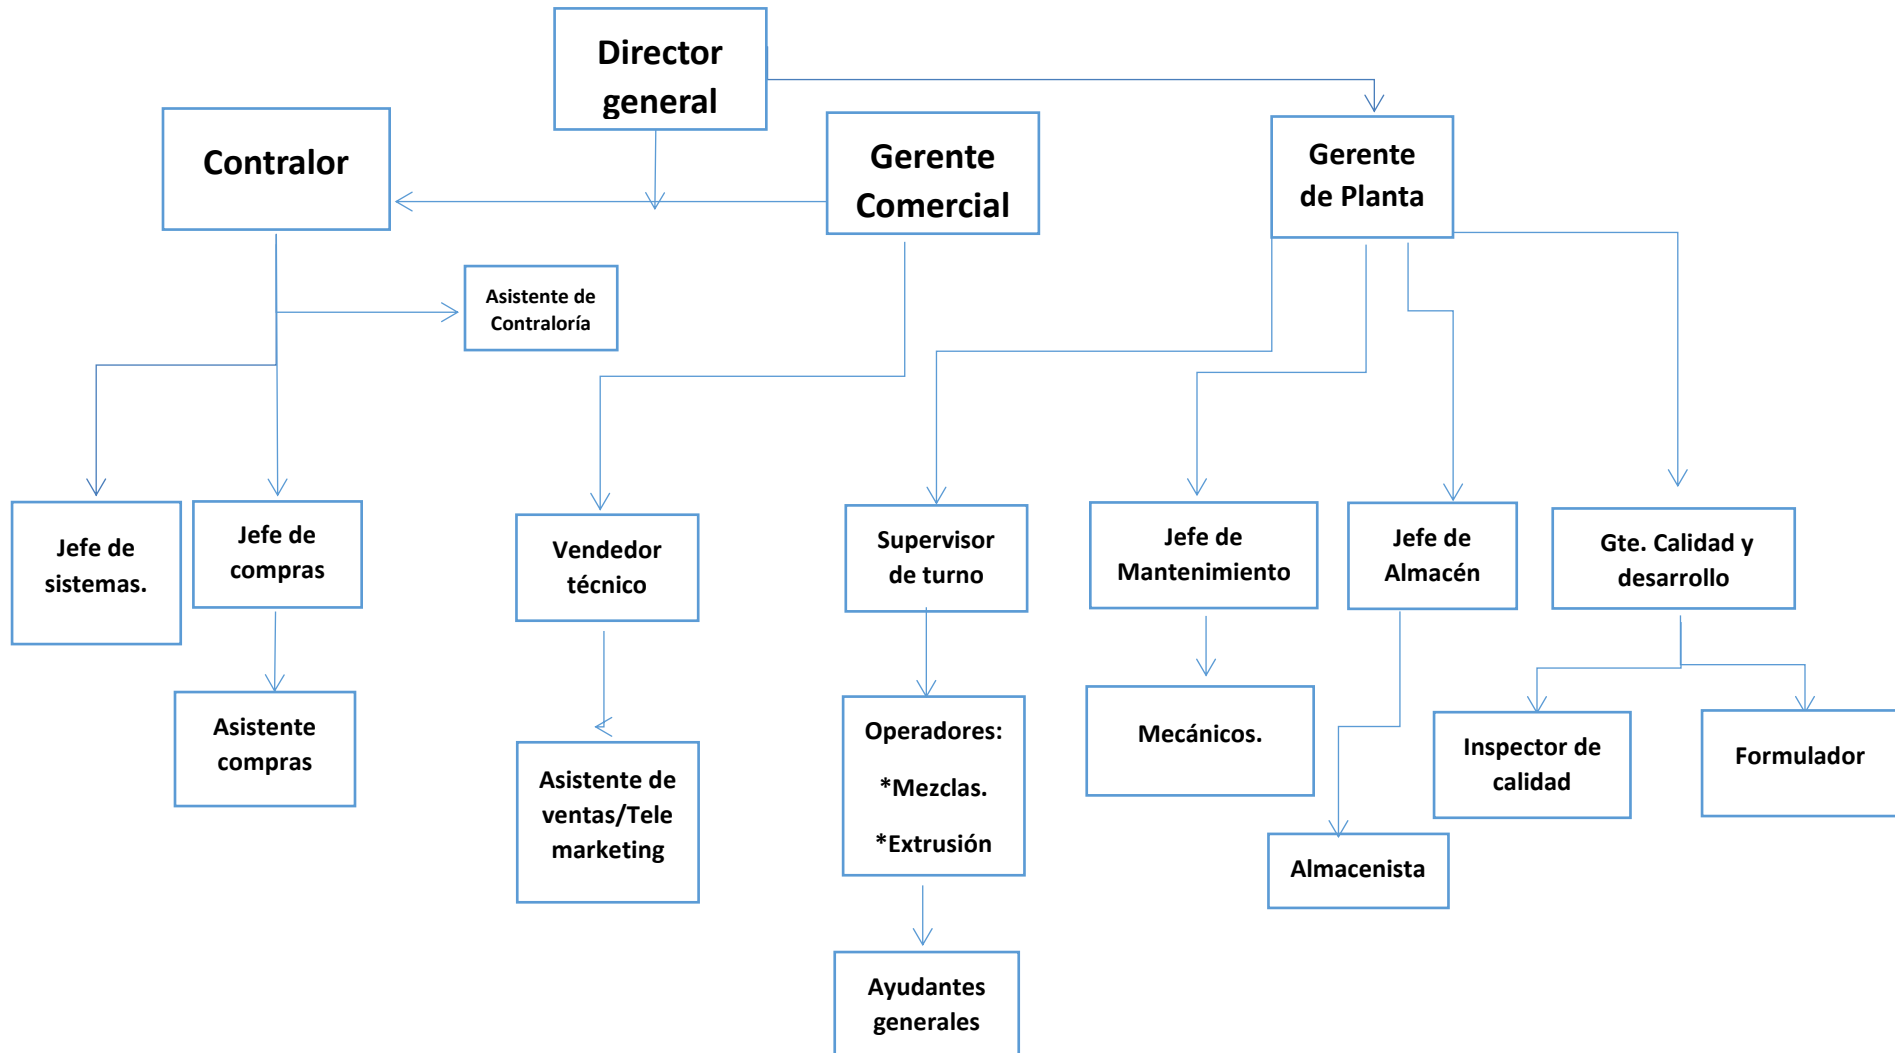 Director
general
Contralor
Gerente
Comercial
Gerente
de Planta
Asistente de
Contraloría
Jefe de
sistemas.
Jefe de
compras
Vendedor
técnico
Supervisor
de turno
Jefe de
Mantenimiento
Jefe de
Almacén
Gte. Calidad y
desarrollo
Asistente
compras
Asistente de
ventas/Tele
marketing
Operadores:
*Mezclas.
*Extrusión
Mecánicos.
Inspector de
calidad
Formulador
Almacenista
Ayudantes
generales